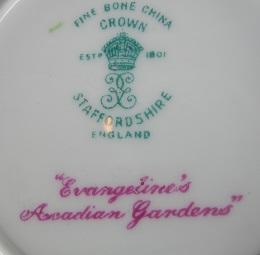 FINE BONE CHINA
CROWN
ESTD 1801
STAFFORDSHIRE
ENGLAND
"Evangeline's
Acadian Gardens"